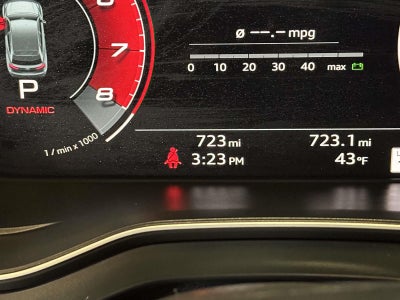 ø --.- mpg
6
7
8
0 10 20 30 40 max
P
DYNAMIC
1 / min x 1000
723 mi 723.1 mi
3:23 PM 43°F